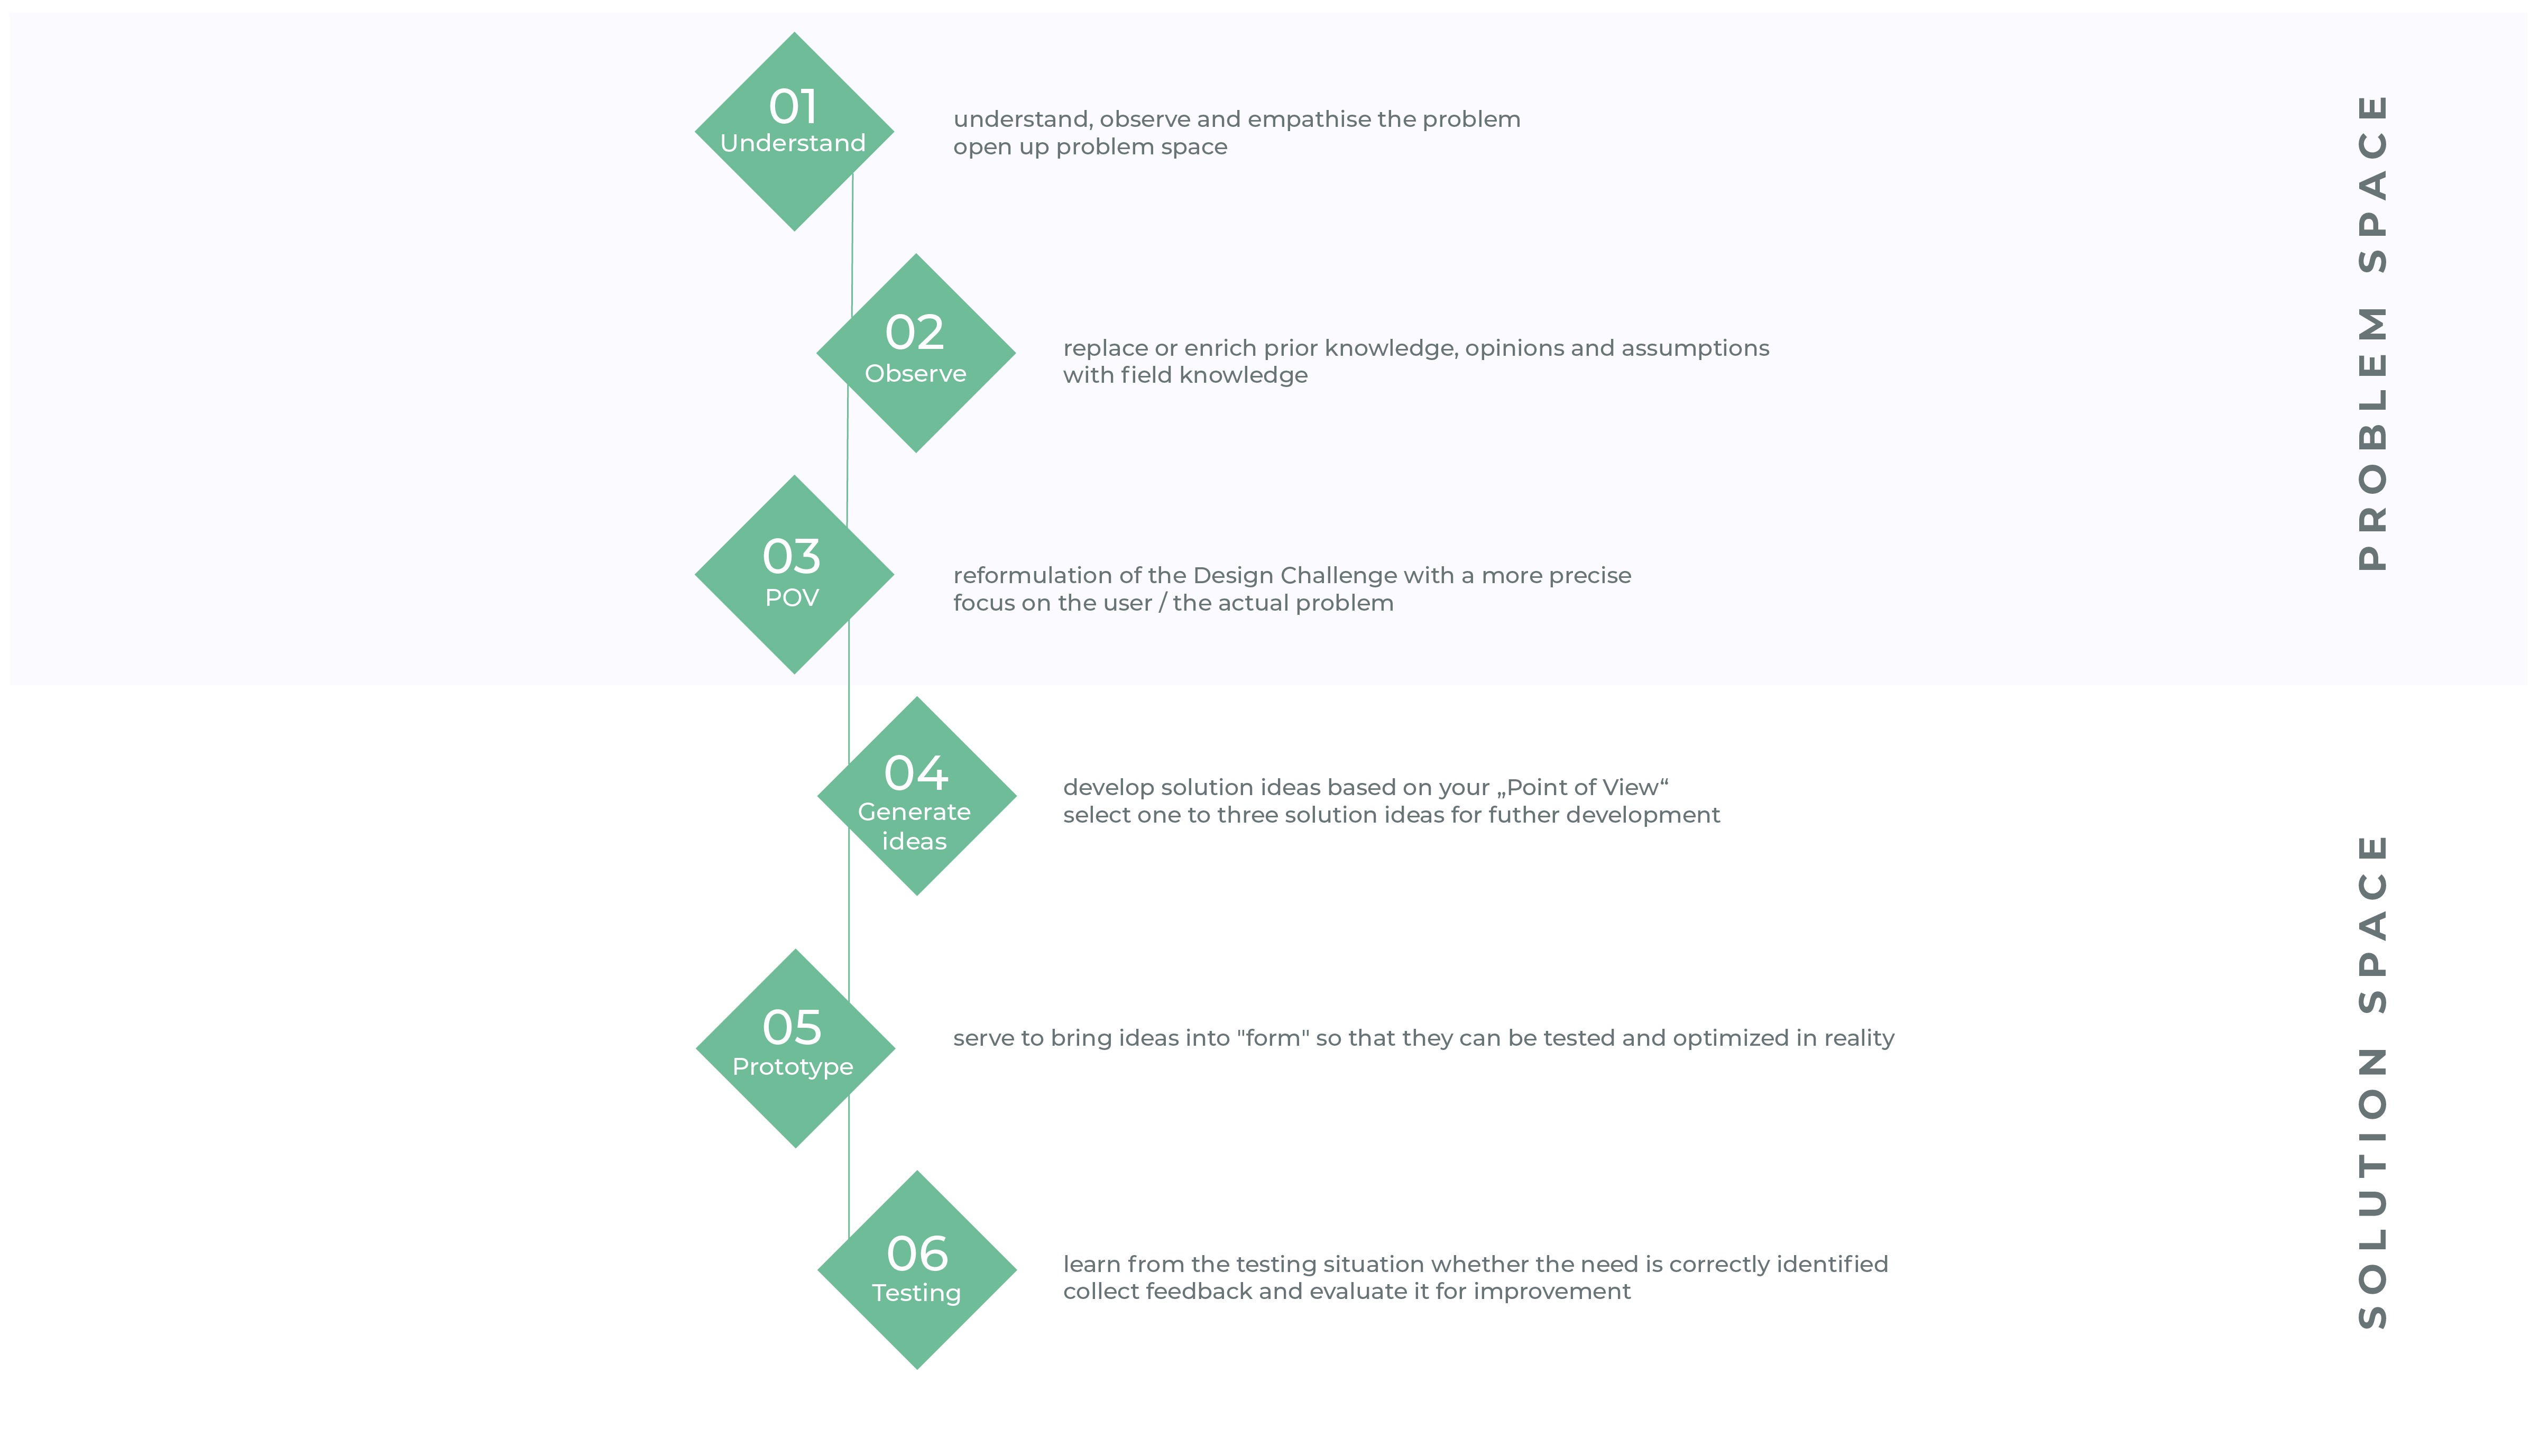 01
Understand
understand, observe and empathise the problem
open up problem space
02
Observe
replace or enrich prior knowledge, opinions and assumptions
with field knowledge
03
POV
reformulation of the Design Challenge with a more precise
focus on the user / the actual problem
PROBLEM SPACE
04
Generate
ideas
develop solution ideas based on your „Point of View“
select one to three solution ideas for futher development
05
Prototype
serve to bring ideas into "form" so that they can be tested and optimized in reality
06
Testing
learn from the testing situation whether the need is correctly identified
collect feedback and evaluate it for improvement
SOLUTION SPACE